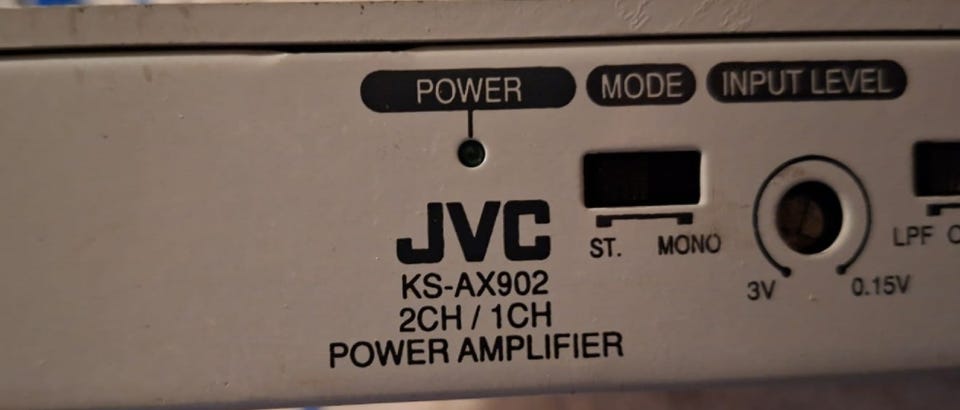 POWER MODE INPUT LEVEL
ST. MONO
3V 0.15V
LPF
JVC
KS-AX902
2CH / 1CH
POWER AMPLIFIER